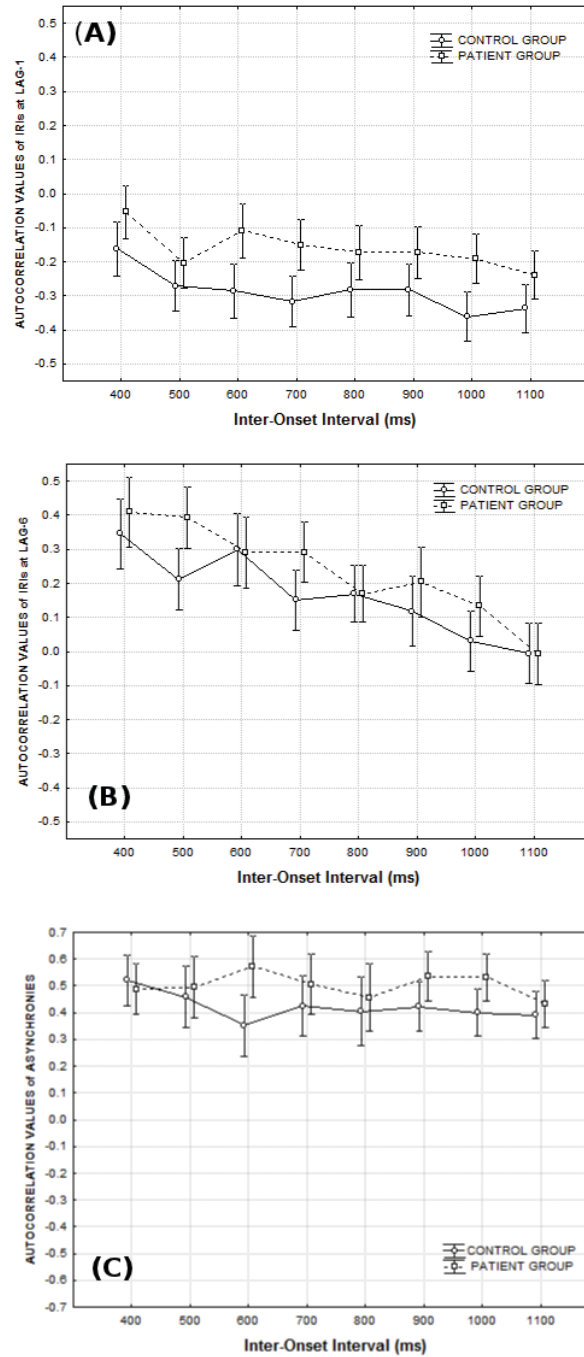 (A)
CONTROL GROUP
PATIENT GROUP
AUTOCORRELATION VALUES of IRIs at LAG-1
0.5
0.4
0.3
0.2
0.1
0.0
-0.1
-0.2
-0.3
-0.4
-0.5
400 500 600 700 800 900 1000 1100
Inter-Onset Interval (ms)
CONTROL GROUP
PATIENT GROUP
AUTOCORRELATION VALUES of IRIs at LAG-6
0.5
0.4
0.3
0.2
0.1
0.0
-0.1
-0.2
-0.3
-0.4
-0.5
(B)
400 500 600 700 800 900 1000 1100
Inter-Onset Interval (ms)
AUTOCORRELATION VALUES of ASYNCHRONIES
0.7
0.6
0.5
0.4
0.3
0.2
0.1
0.0
-0.1
-0.2
-0.3
-0.4
-0.5
-0.6
-0.7
(C)
CONTROL GROUP
PATIENT GROUP
400 500 600 700 800 900 1000 1100
Inter-Onset Interval (ms)